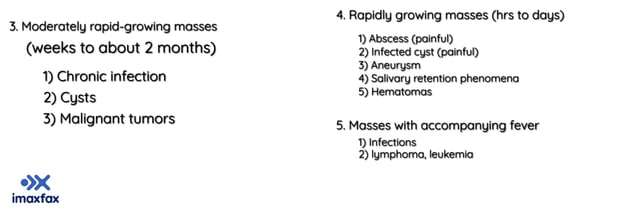 3. Moderately rapid-growing masses
(weeks to about 2 months)
1) Chronic infection
2) Cysts
3) Malignant tumors
imaxfax
4. Rapidly growing masses (hrs to days)
1) Abscess (painful)
2) Infected cyst (painful)
3) Aneurysm
4) Salivary retention phenomena
5) Hematomas
5. Masses with accompanying fever
1) Infections
2) lymphoma, leukemia